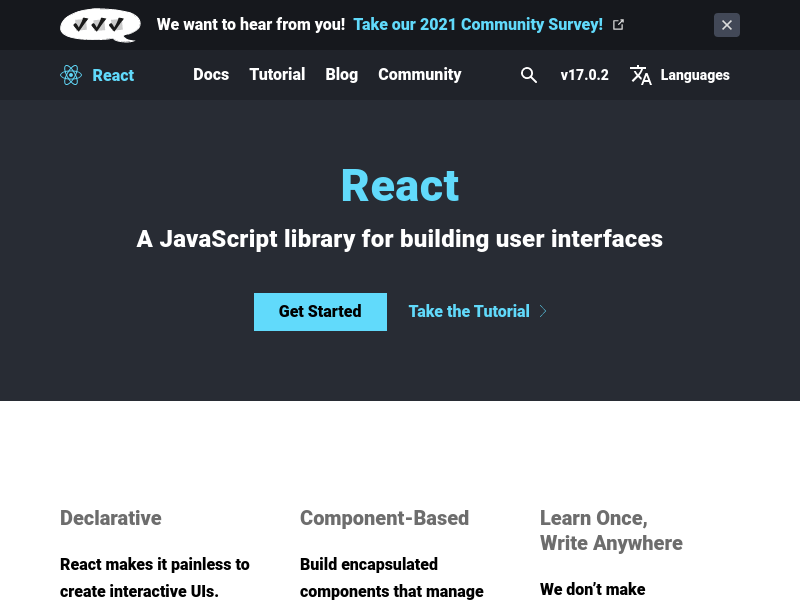 We want to hear from you! Take our 2021 Community Survey!
React Docs Tutorial Blog Community v17.0.2 Languages
React
A JavaScript library for building user interfaces
Get Started Take the Tutorial
Declarative
React makes it painless to
create interactive UIs.
Component-Based
Build encapsulated
components that manage
Learn Once,
Write Anywhere
We don’t make